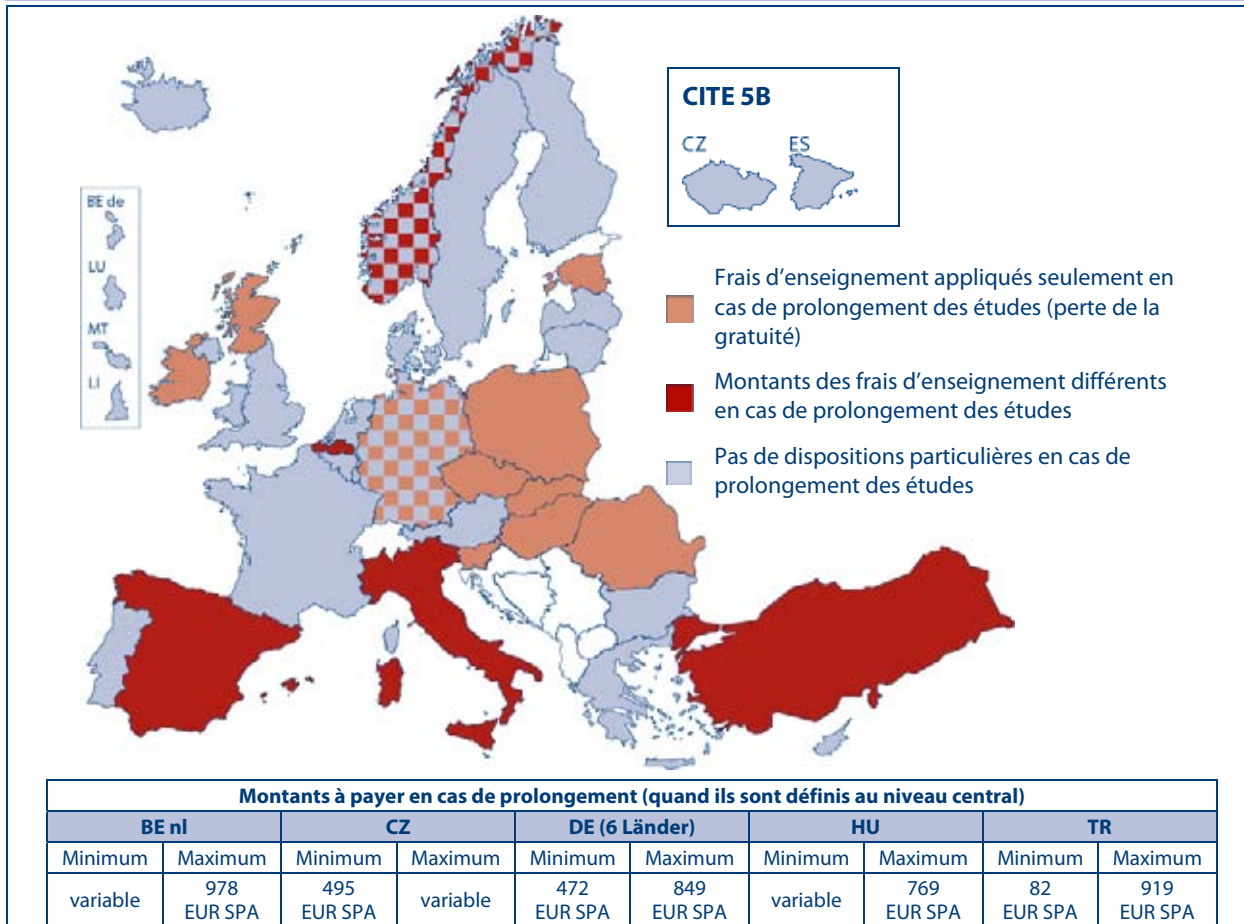 CITE 5B
CZ
ES
BE de
LU
MT
LI
Frais d'enseignement appliqués seulement en
cas de prolongement des études (perte de la
gratuité)
Montants des frais d'enseignement différents
en cas de prolongement des études
Pas de dispositions particulières en cas de
prolongement des études
Montants à payer en cas de prolongement (quand ils sont définis au niveau central)
BE nl CZ DE (6 Länder) HU TR
Minimum Maximum Minimum Maximum Minimum Maximum Minimum Maximum Minimum Maximum
variable 978 EUR SPA 495 EUR SPA variable 472 EUR SPA 849 EUR SPA variable 769 EUR SPA 82 EUR SPA 919 EUR SPA